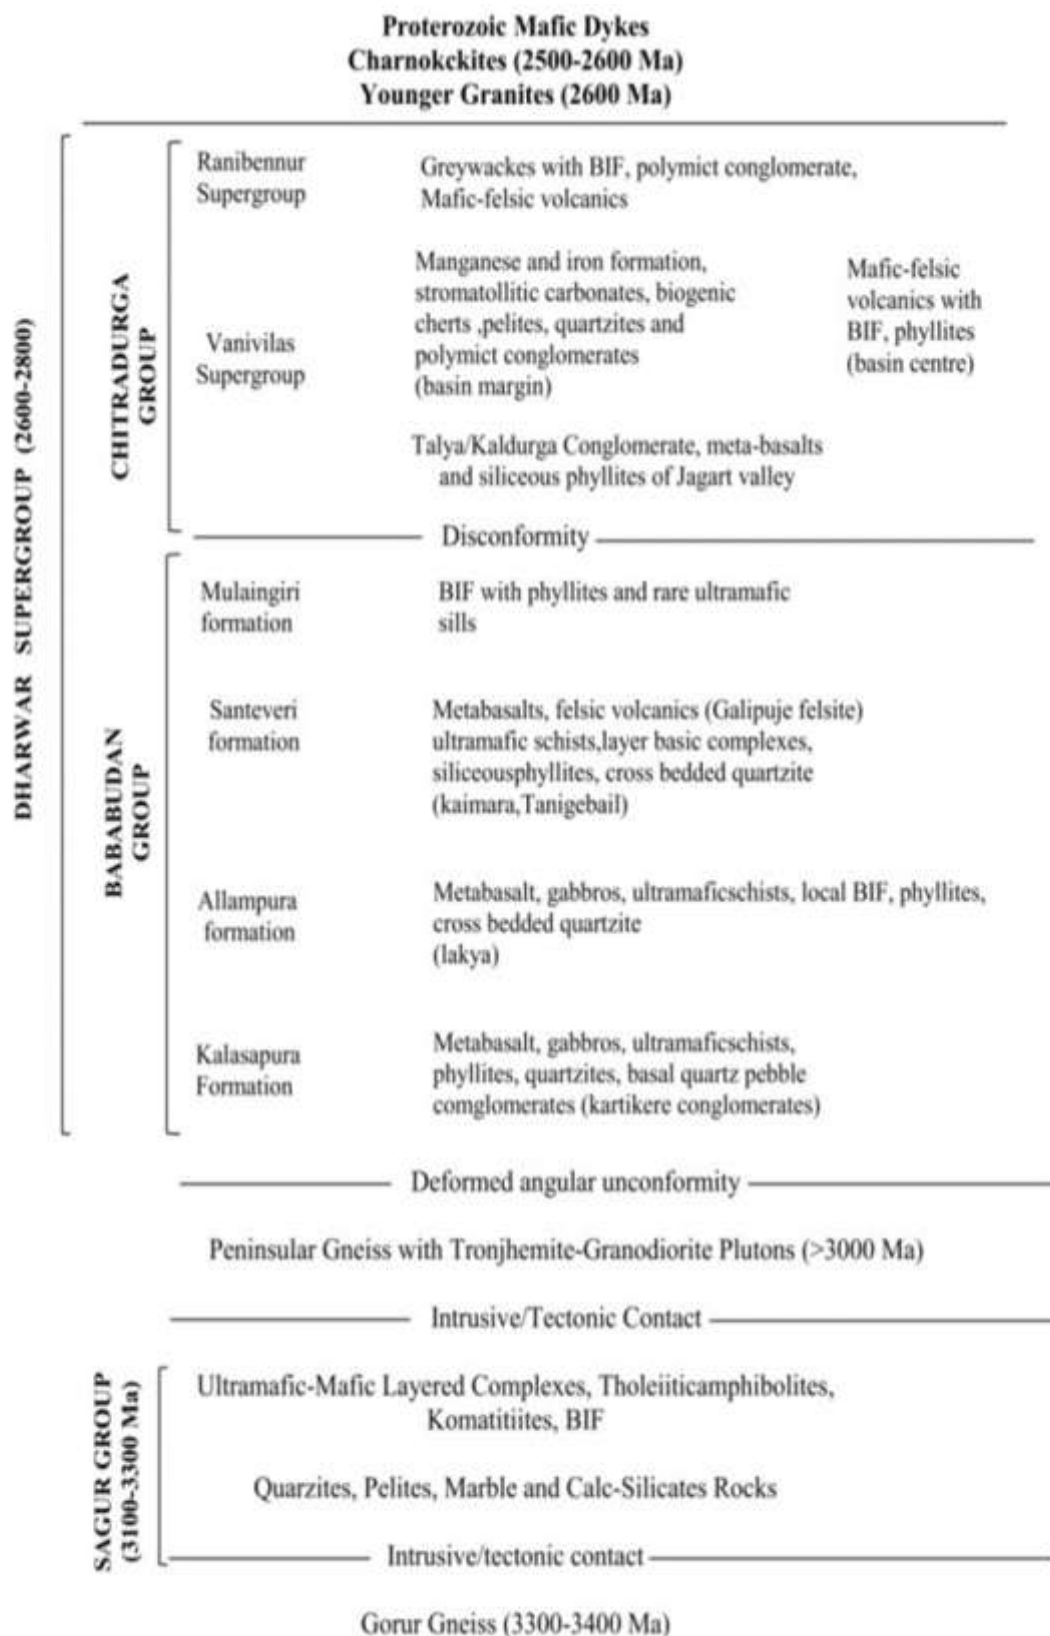 Proterozoic Mafic Dykes
Charnokckites (2500-2600 Ma)
Younger Granites (2600 Ma)
DHARWAR SUPERGROUP (2600-2800)
CHITRADURGA
GROUP
Ranibennur
Supergroup
Greywackes with BIF, polymict conglomerate,
Mafic-felsic volcanics
Vanivilas
Supergroup
Manganese and iron formation,
stromatollitic carbonates, biogenic
cherts ,pelites, quartzites and
polymict conglomerates
(basin margin)
Mafic-felsic
volcanics with
BIF, phyllites
(basin centre)
Talya/Kaldurga Conglomerate, meta-basalts
and siliceous phyllites of Jagart valley
Disconformity
BABABUDAN
GROUP
Mulaingiri
formation
BIF with phyllites and rare ultramafic
sills
Santeveri
formation
Metabasalts, felsic volcanics (Galipuje felsite)
ultramafic schists,layer basic complexes,
siliceousphyllites, cross bedded quartzite
(kaimara,Tanigebail)
Allampura
formation
Metabasalt, gabbros, ultramaficschists, local BIF, phyllites,
cross bedded quartzite
(lakya)
Kalasapura
Formation
Metabasalt, gabbros, ultramaficschists,
phyllites, quartzites, basal quartz pebble
comglomerates (kartikere conglomerates)
Deformed angular unconformity
Peninsular Gneiss with Tronjhemite-Granodiorite Plutons (>3000 Ma)
Intrusive/Tectonic Contact
SAGUR GROUP
(3100-3300 Ma)
Ultramafic-Mafic Layered Complexes, Tholeiiticamphibolites,
Komatitiites, BIF
Quarzites, Pelites, Marble and Calc-Silicates Rocks
Intrusive/tectonic contact
Gorur Gneiss (3300-3400 Ma)